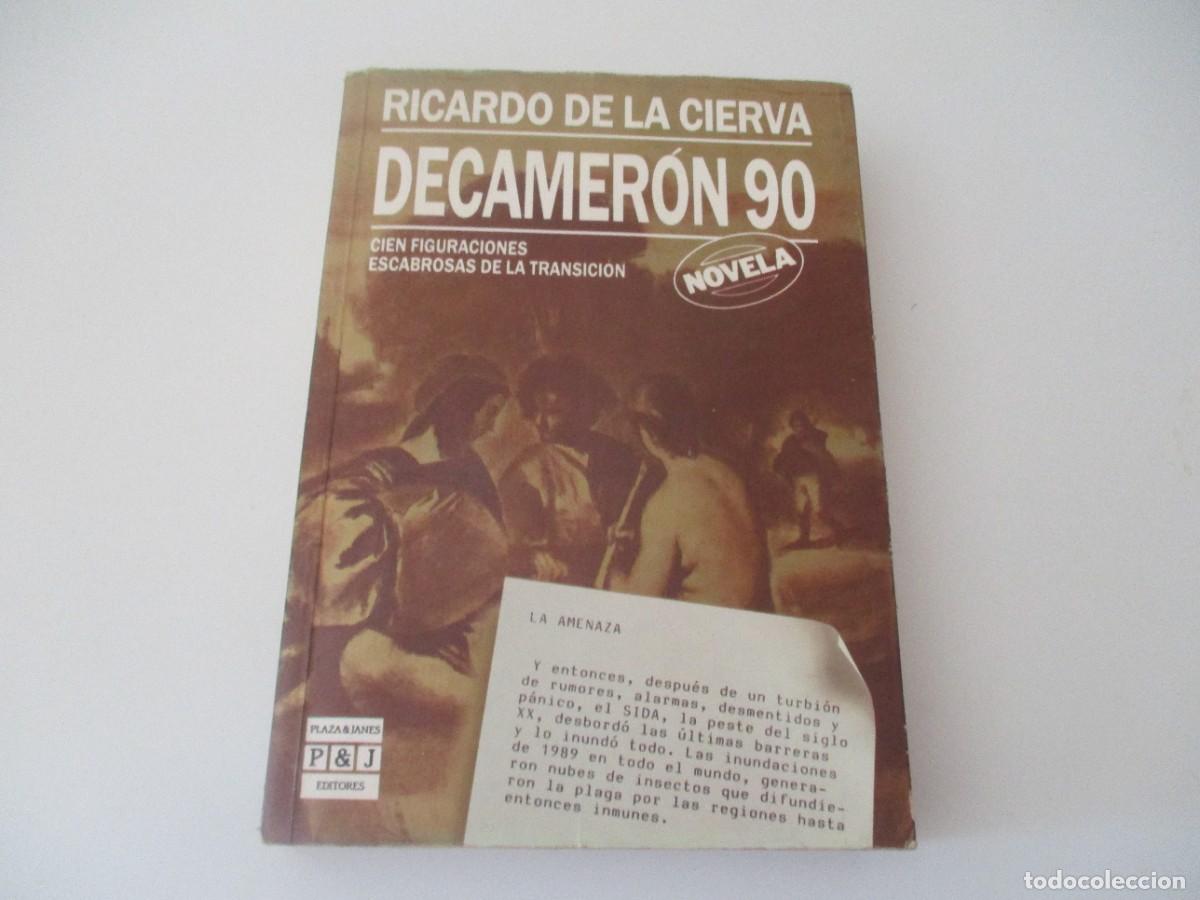 RICARDO DE LA CIERVA
DECAMERÓN 90
CIEN FIGURACIONES
ESCABROSAS DE LA TRANSICION
NOVELA
LA AMENAZA
Y entonces, después de un turbión
de rumores, alarmas, desmentidos y
pánico, el SIDA, la peste del siglo
XX, desbordó las últimas barreras
y lo inundó todo. Las inundaciones
de 1989 en todo el mundo, genera-
ron nubes de insectos que difundie-
ron la plaga por las regiones hasta
entonces inmunes.
PLAZA & JANES
P & J
EDITORES
todocoleccion